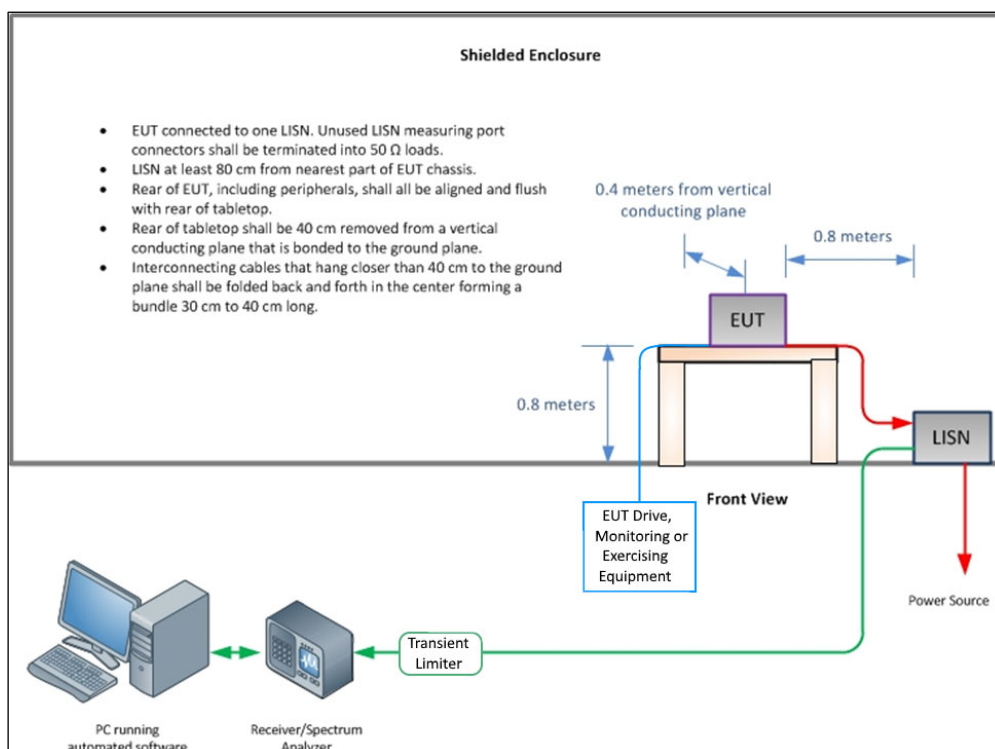 Shielded Enclosure
• EUT connected to one LISN. Unused LISN measuring port
connectors shall be terminated into 50 Ω loads.
• LISN at least 80 cm from nearest part of EUT chassis.
• Rear of EUT, including peripherals, shall all be aligned and flush
with rear of tabletop.
• Rear of tabletop shall be 40 cm removed from a vertical
conducting plane that is bonded to the ground plane.
• Interconnecting cables that hang closer than 40 cm to the ground
plane shall be folded back and forth in the center forming a
bundle 30 cm to 40 cm long.
0.4 meters from vertical
conducting plane
0.8 meters
EUT
0.8 meters
LISN
Front View
EUT Drive,
Monitoring or
Exercising
Equipment
Power Source
Transient
Limiter
PC running
automated software
Receiver/Spectrum
Analyzer